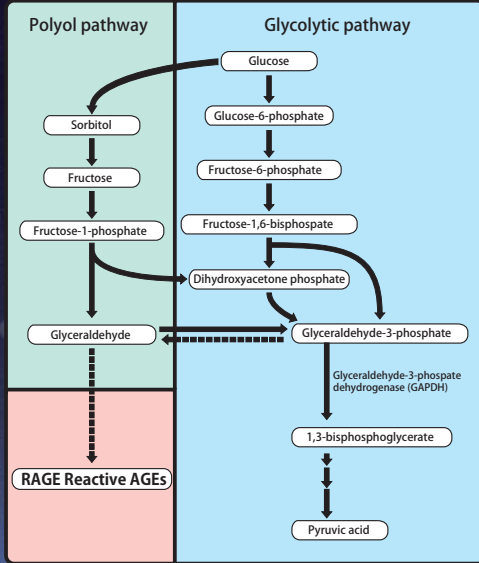 Polyol pathway
Glycolytic pathway
Glucose
Sorbitol
Glucose-6-phosphate
Fructose
Fructose-6-phosphate
Fructose-1-phosphate
Fructose-1,6-bisphospate
Dihydroxyacetone phosphate
Glyceraldehyde
Glyceraldehyde-3-phosphate
Glyceraldehyde-3-phospate
dehydrogenase (GAPDH)
1,3-bisphosphoglycerate
RAGE Reactive AGEs
Pyruvic acid